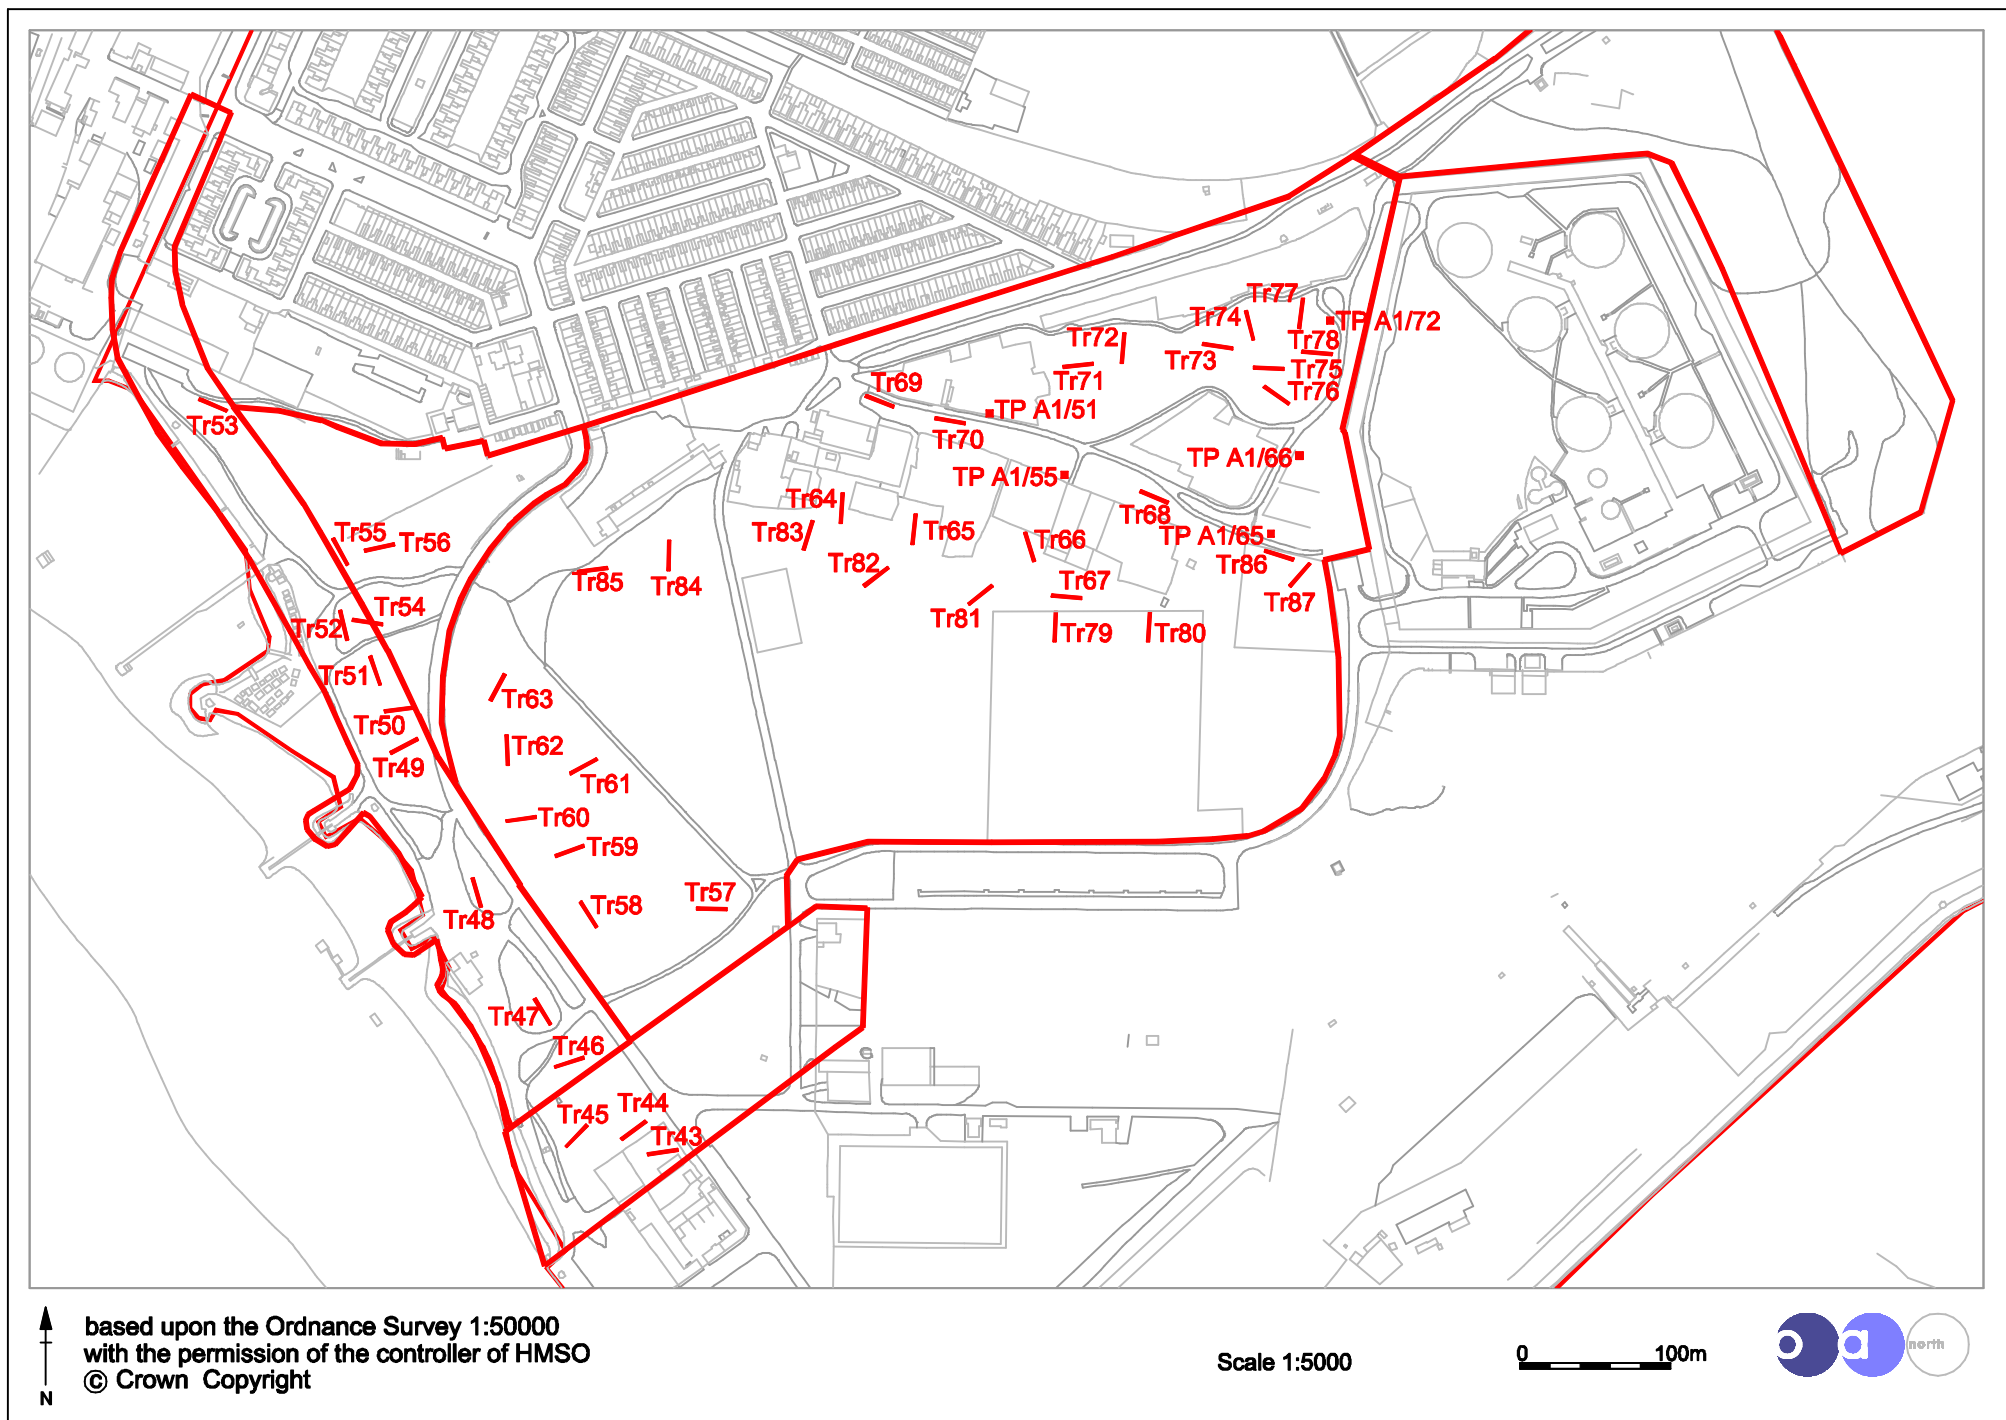 Tr77
Tr74
TP A1/72
Tr72
Tr78
Tr73
Tr71
Tr75
Tr69
Tr76
TP A1/51
Tr53
Tr70
TP A1/66
TP A1/55
Tr64
Tr68
Tr55
Tr83
Tr65
TP A1/65
Tr56
Tr66
Tr82
Tr86
Tr85
Tr84
Tr67
Tr54
Tr87
Tr52
Tr81
Tr79
Tr80
Tr51
Tr63
Tr50
Tr62
Tr49
Tr61
Tr60
Tr59
Tr57
Tr58
Tr48
Tr47
Tr46
Tr45
Tr44
Tr43
based upon the Ordnance Survey 1:50000
with the permission of the controller of HMSO
© Crown Copyright
N
Scale 1:5000
0 100m
oa north